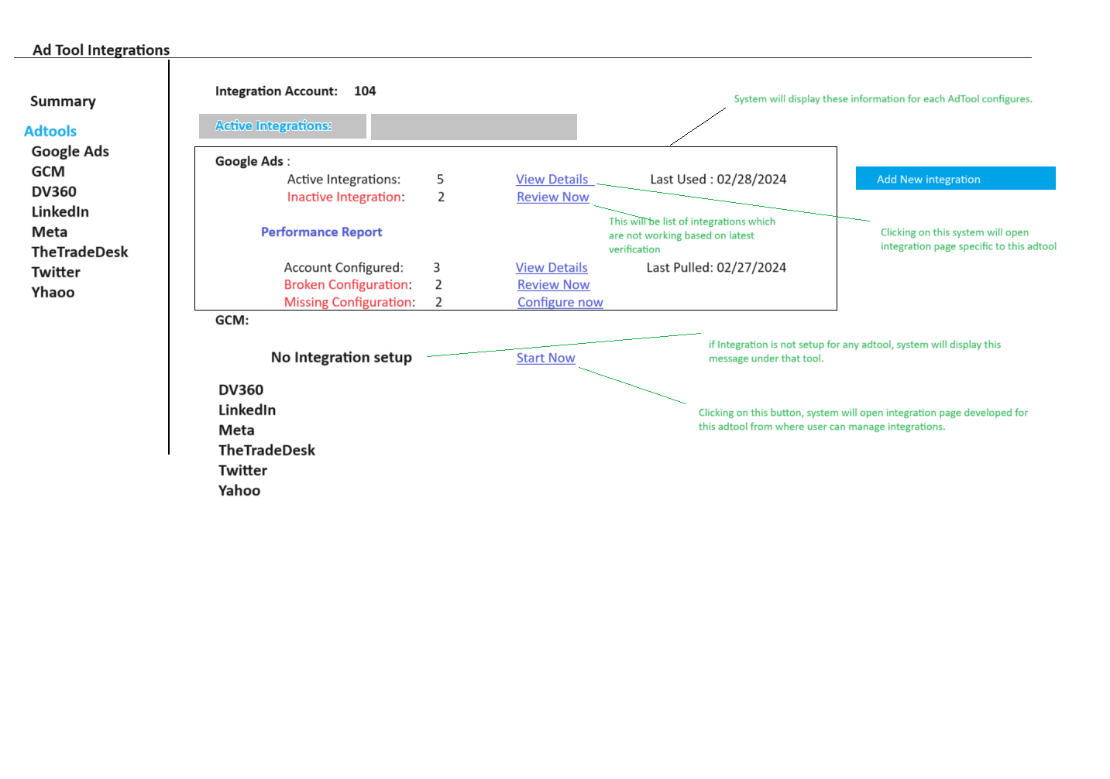 Ad Tool Integrations
Summary
Adtools
Google Ads
GCM
DV360
LinkedIn
Meta
TheTradeDesk
Twitter
Yhaoo
Integration Account: 104
System will display these information for each AdTool configures.
Active Integrations:
Google Ads :
Active Integrations: 5 View Details Last Used : 02/28/2024
Inactive Integration: 2 Review Now
Add New integration
This will be list of integrations which
are not working based on latest
verification
Clicking on this system will open
integration page specific to this adtool
Performance Report
Account Configured: 3 View Details Last Pulled: 02/27/2024
Broken Configuration: 2 Review Now
Missing Configuration: 2 Configure now
GCM:
No Integration setup Start Now
if Integration is not setup for any adtool, system will display this
message under that tool.
Clicking on this button, system will open integration page developed for
this adtool from where user can manage integrations.
DV360
LinkedIn
Meta
TheTradeDesk
Twitter
Yahoo